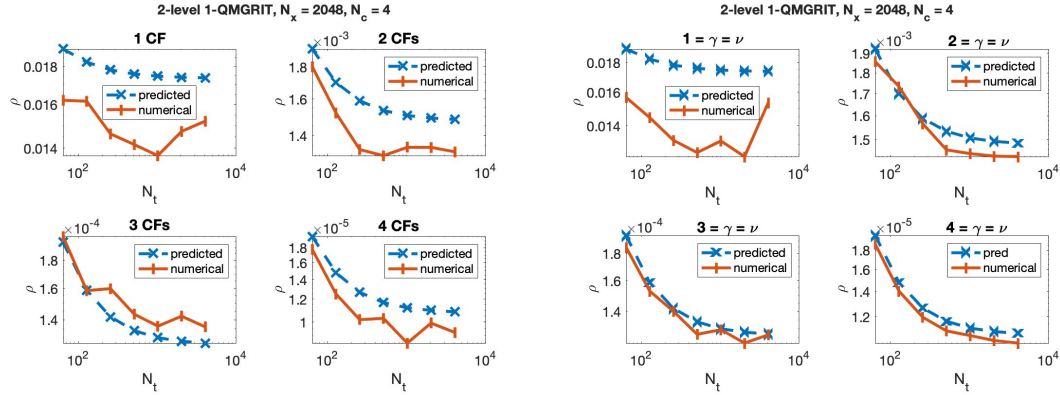 2-level 1-QMGRIT, N_x = 2048, N_c = 4
1 CF
0.018
0.016
0.014
ρ
predicted
numerical
10^2
10^4
N_t
2 CFs
×10^-3
1.8
1.6
1.4
ρ
predicted
numerical
10^2
10^4
N_t
3 CFs
×10^-4
1.8
1.6
1.4
ρ
predicted
numerical
10^2
10^4
N_t
4 CFs
×10^-5
1.8
1.6
1.4
1.2
1
ρ
predicted
numerical
10^2
10^4
N_t
2-level 1-QMGRIT, N_x = 2048, N_c = 4
1 = γ = ν
0.018
0.016
0.014
ρ
predicted
numerical
10^2
10^4
N_t
2 = γ = ν
×10^-3
1.9
1.8
1.7
1.6
1.5
ρ
predicted
numerical
10^2
10^4
N_t
3 = γ = ν
×10^-4
1.8
1.6
1.4
ρ
predicted
numerical
10^2
10^4
N_t
4 = γ = ν
×10^-5
1.8
1.6
1.4
1.2
ρ
pred
numerical
10^2
10^4
N_t